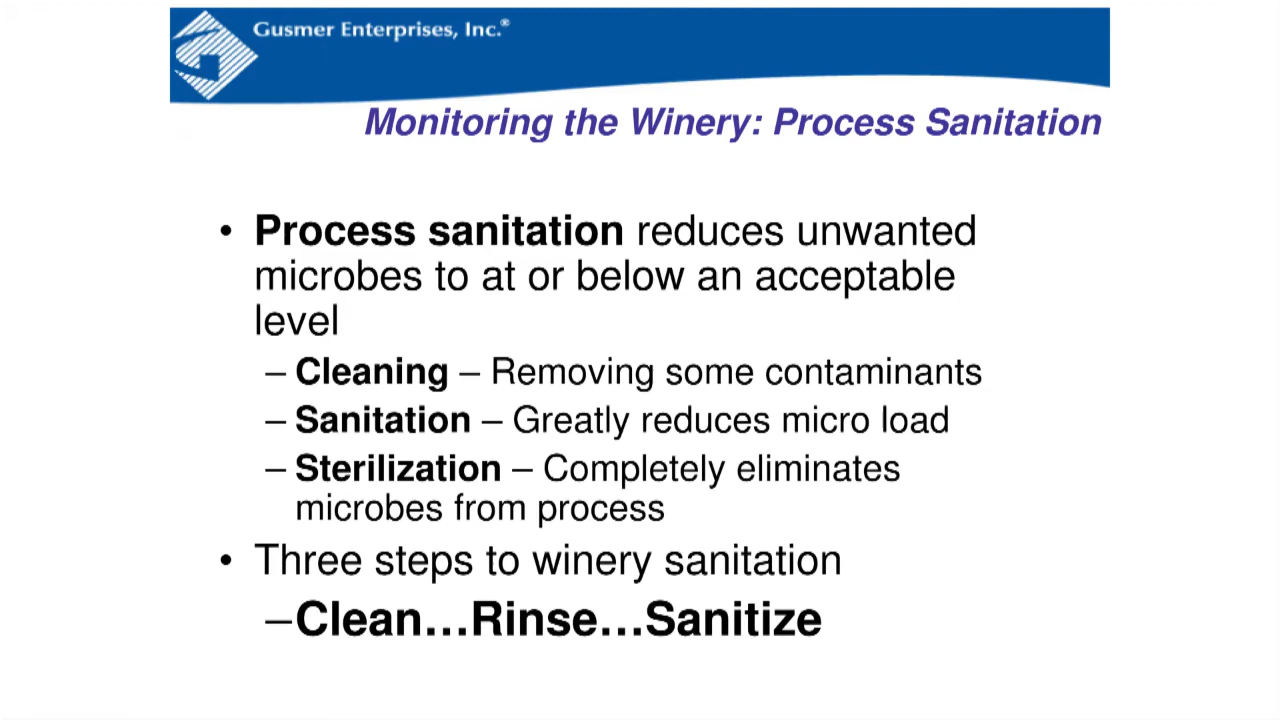 Gusmer Enterprises, Inc.®
Monitoring the Winery: Process Sanitation
• Process sanitation reduces unwanted
microbes to at or below an acceptable
level
– Cleaning – Removing some contaminants
– Sanitation – Greatly reduces micro load
– Sterilization – Completely eliminates
microbes from process
• Three steps to winery sanitation
–Clean…Rinse…Sanitize